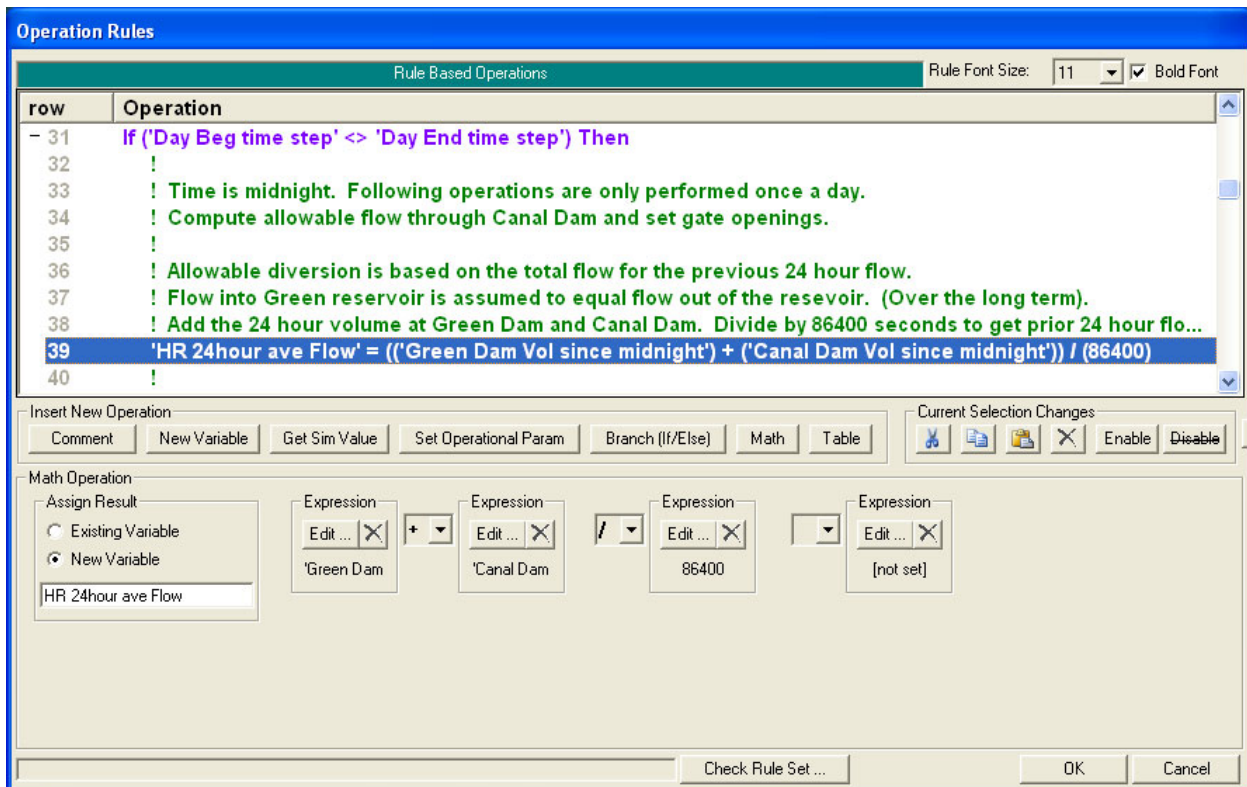 Operation Rules
Rule Based Operations Rule Font Size: 11 Bold Font
row Operation
− 31 If ('Day Beg time step' <> 'Day End time step') Then
32 !
33 ! Time is midnight. Following operations are only performed once a day.
34 ! Compute allowable flow through Canal Dam and set gate openings.
35 !
36 ! Allowable diversion is based on the total flow for the previous 24 hour flow.
37 ! Flow into Green reservoir is assumed to equal flow out of the resevoir. (Over the long term).
38 ! Add the 24 hour volume at Green Dam and Canal Dam. Divide by 86400 seconds to get prior 24 hour flo...
39 'HR 24hour ave Flow' = (('Green Dam Vol since midnight') + ('Canal Dam Vol since midnight')) / (86400)
40 !
Insert New Operation Current Selection Changes
Comment New Variable Get Sim Value Set Operational Param Branch (If/Else) Math Table Enable Disable
Math Operation
Assign Result Expression Expression Expression Expression
Existing Variable Edit ... + Edit ... / Edit ... Edit ...
New Variable 'Green Dam 'Canal Dam 86400 [not set]
HR 24hour ave Flow
Check Rule Set ... OK Cancel